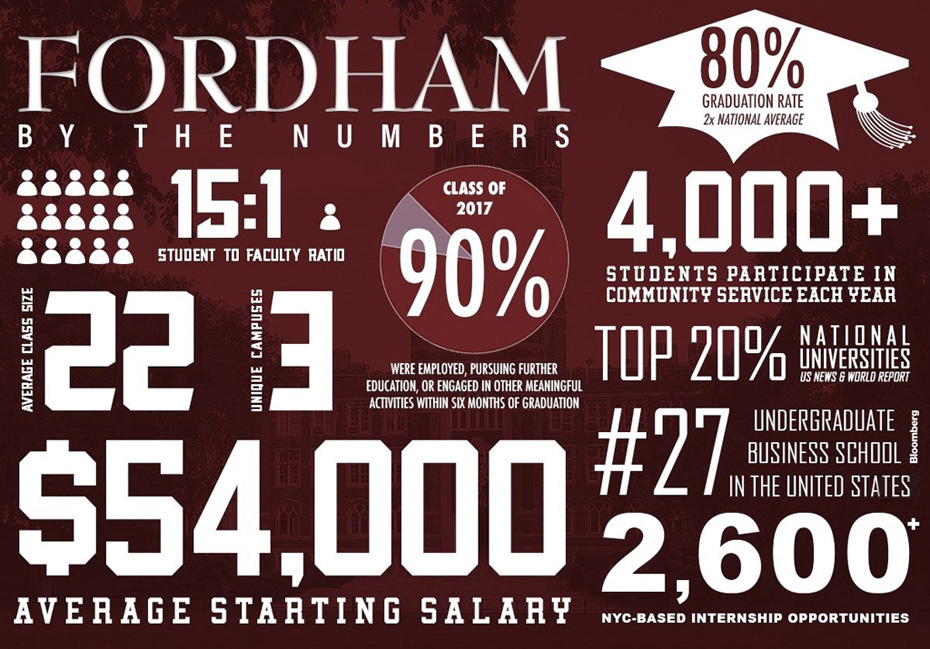 FORDHAM
BY THE NUMBERS
80%
GRADUATION RATE
2x NATIONAL AVERAGE
15:1
STUDENT TO FACULTY RATIO
CLASS OF
2017
90%
WERE EMPLOYED, PURSUING FURTHER
EDUCATION, OR ENGAGED IN OTHER MEANINGFUL
ACTIVITIES WITHIN SIX MONTHS OF GRADUATION
4,000+
STUDENTS PARTICIPATE IN
COMMUNITY SERVICE EACH YEAR
AVERAGE CLASS SIZE
22
UNIQUE CAMPUSES
3
TOP 20%
NATIONAL
UNIVERSITIES
US NEWS & WORLD REPORT
#27
UNDERGRADUATE
BUSINESS SCHOOL
IN THE UNITED STATES
Bloomberg
$54,000
AVERAGE STARTING SALARY
2,600+
NYC-BASED INTERNSHIP OPPORTUNITIES